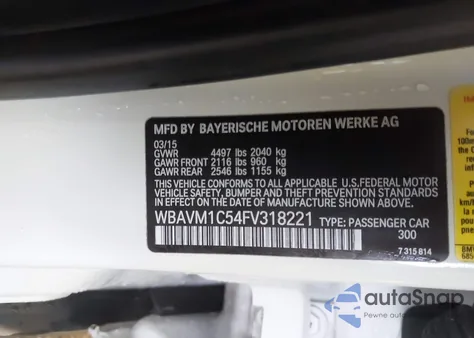 MFD BY BAYERISCHE MOTOREN WERKE AG
03/15
GVWR 4497 lbs 2040 kg
GAWR FRONT 2116 lbs 960 kg
GAWR REAR 2546 lbs 1155 kg
THIS VEHICLE CONFORMS TO ALL APPLICABLE U.S.FEDERAL MOTOR
VEHICLE SAFETY, BUMPER AND THEFT PREVENTION STANDARDS
IN EFFECT ON THE DATE OF MANUFACTURE SHOWN ABOVE.
WBAVM1C54FV318221 TYPE: PASSENGER CAR
300
7 315 814
autoSnap
Pewne auto